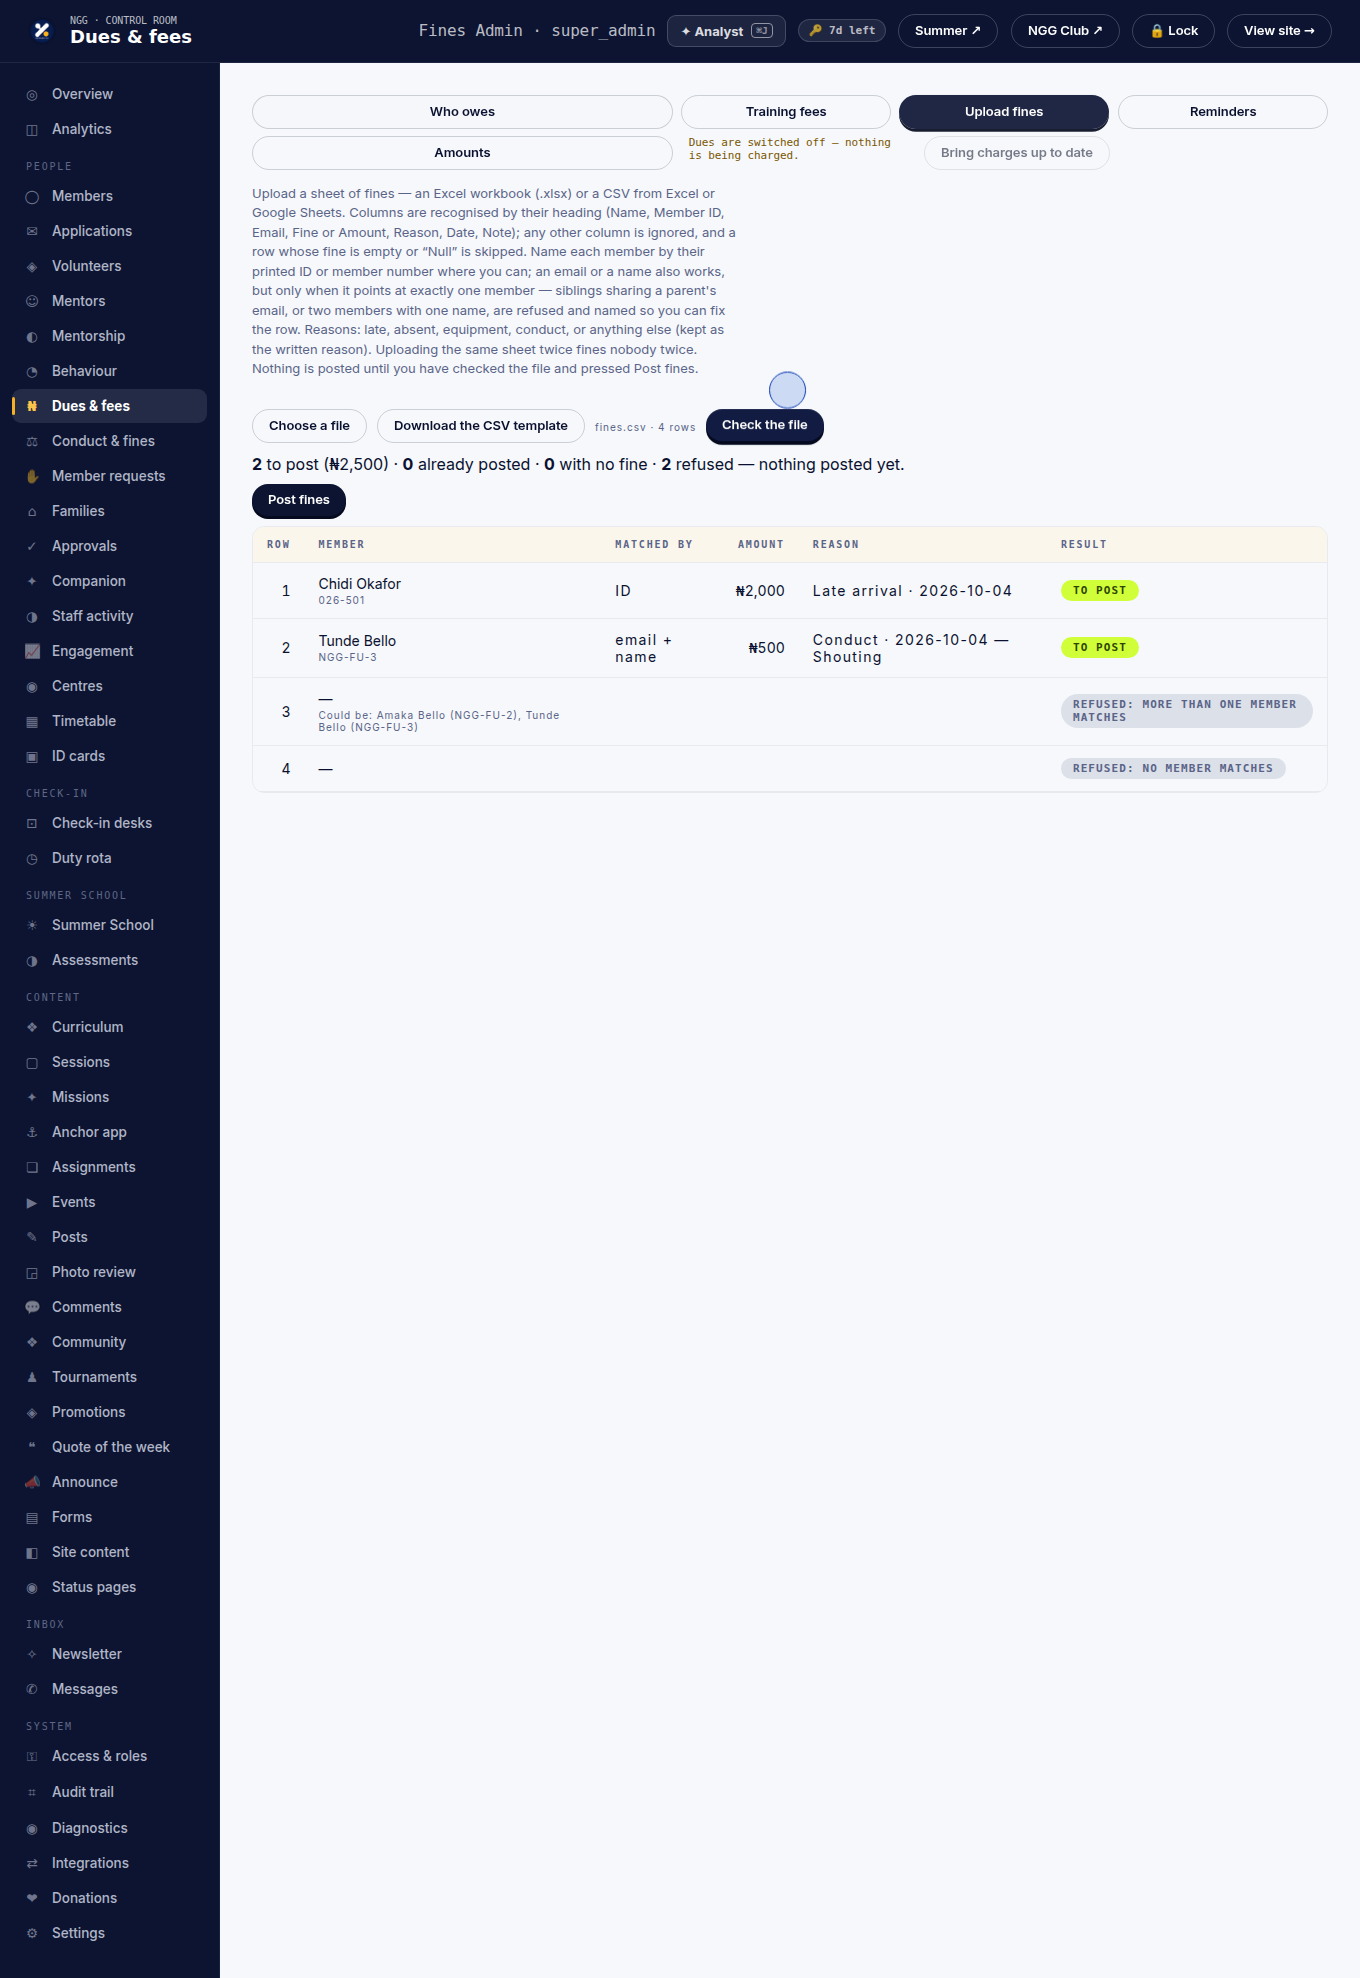 NGG · CONTROL ROOM
Dues & fees
Fines Admin · super_admin
✦ Analyst ⌘J
🔑 7d left
Summer ↗
NGG Club ↗
🔒 Lock
View site →
Overview
Analytics
PEOPLE
Members
Applications
Volunteers
Mentors
Mentorship
Behaviour
₦ Dues & fees
Conduct & fines
Member requests
Families
Approvals
Companion
Staff activity
Engagement
Centres
Timetable
ID cards
CHECK-IN
Check-in desks
Duty rota
SUMMER SCHOOL
Summer School
Assessments
CONTENT
Curriculum
Sessions
Missions
Anchor app
Assignments
Events
Posts
Photo review
Comments
Community
Tournaments
Promotions
Quote of the week
Announce
Forms
Site content
Status pages
INBOX
Newsletter
Messages
SYSTEM
Access & roles
Audit trail
Diagnostics
Integrations
Donations
Settings
Who owes
Training fees
Upload fines
Reminders
Amounts
Dues are switched off — nothing
is being charged.
Bring charges up to date
Upload a sheet of fines — an Excel workbook (.xlsx) or a CSV from Excel or
Google Sheets. Columns are recognised by their heading (Name, Member ID,
Email, Fine or Amount, Reason, Date, Note); any other column is ignored, and a
row whose fine is empty or “Null” is skipped. Name each member by their
printed ID or member number where you can; an email or a name also works,
but only when it points at exactly one member — siblings sharing a parent's
email, or two members with one name, are refused and named so you can fix
the row. Reasons: late, absent, equipment, conduct, or anything else (kept as
the written reason). Uploading the same sheet twice fines nobody twice.
Nothing is posted until you have checked the file and pressed Post fines.
Choose a file
Download the CSV template
fines.csv · 4 rows
Check the file
2 to post (₦2,500) · 0 already posted · 0 with no fine · 2 refused — nothing posted yet.
Post fines
ROW MEMBER MATCHED BY AMOUNT REASON RESULT
1 Chidi Okafor ID ₦2,000 Late arrival · 2026-10-04 TO POST
026-501
2 Tunde Bello email + name ₦500 Conduct · 2026-10-04 — Shouting TO POST
NGG-FU-3
3 — REFUSED: MORE THAN ONE MEMBER MATCHES
Could be: Amaka Bello (NGG-FU-2), Tunde
Bello (NGG-FU-3)
4 — REFUSED: NO MEMBER MATCHES